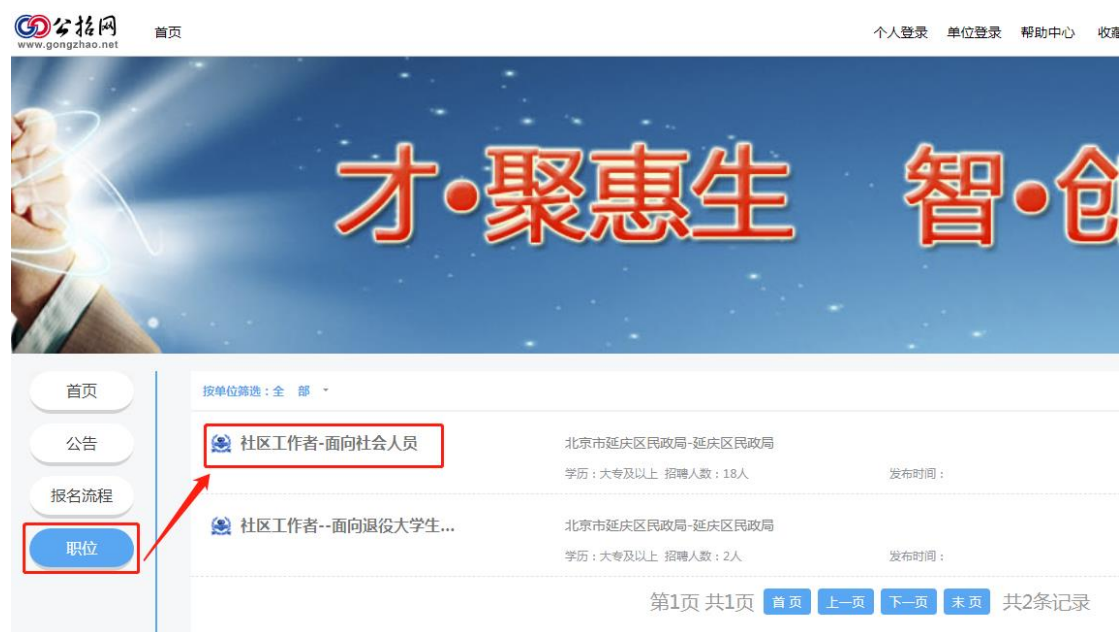 公招网
www.gongzhao.net
首页
个人登录 单位登录 帮助中心 收藏
才·聚惠生 智·创
首页
公告
报名流程
职位
按单位筛选：全 部
社区工作者-面向社会人员
北京市延庆区民政局-延庆区民政局
学历：大专及以上 招聘人数：18人
发布时间：
社区工作者--面向退役大学生...
北京市延庆区民政局-延庆区民政局
学历：大专及以上 招聘人数：2人
发布时间：
第1页 共1页 首页 上一页 下一页 末页 共2条记录